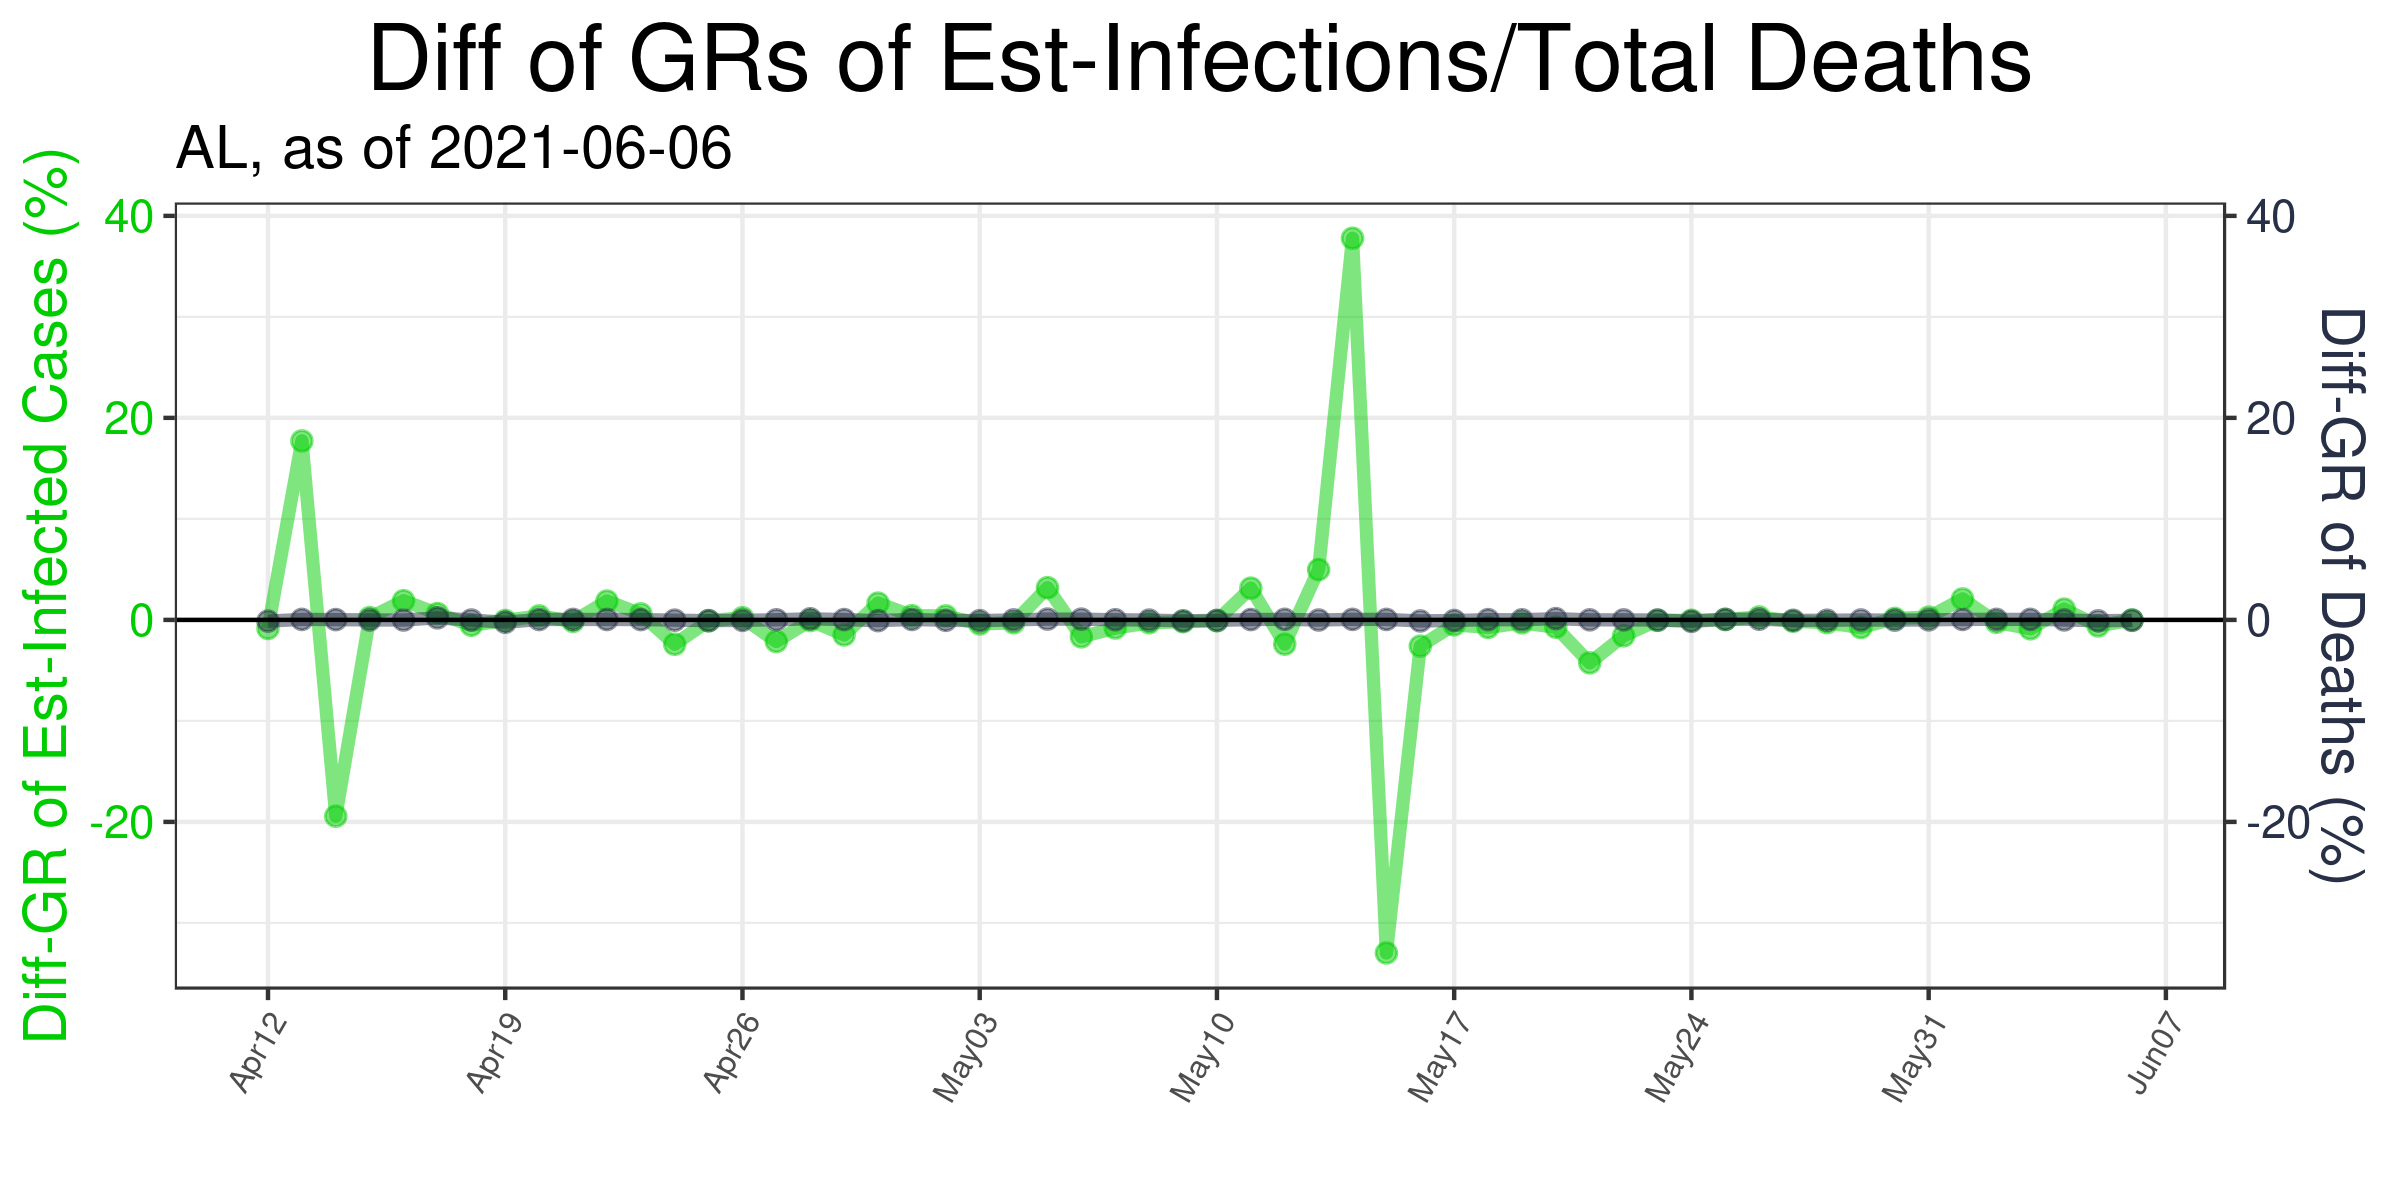 Diff of GRs of Est-Infections/Total Deaths
AL, as of 2021-06-06
Diff-GR of Est-Infected Cases (%)
40
20
0
-20
40
20
0
-20
Diff-GR of Deaths (%)
Apr12
Apr19
Apr26
May03
May10
May17
May24
May31
Jun07